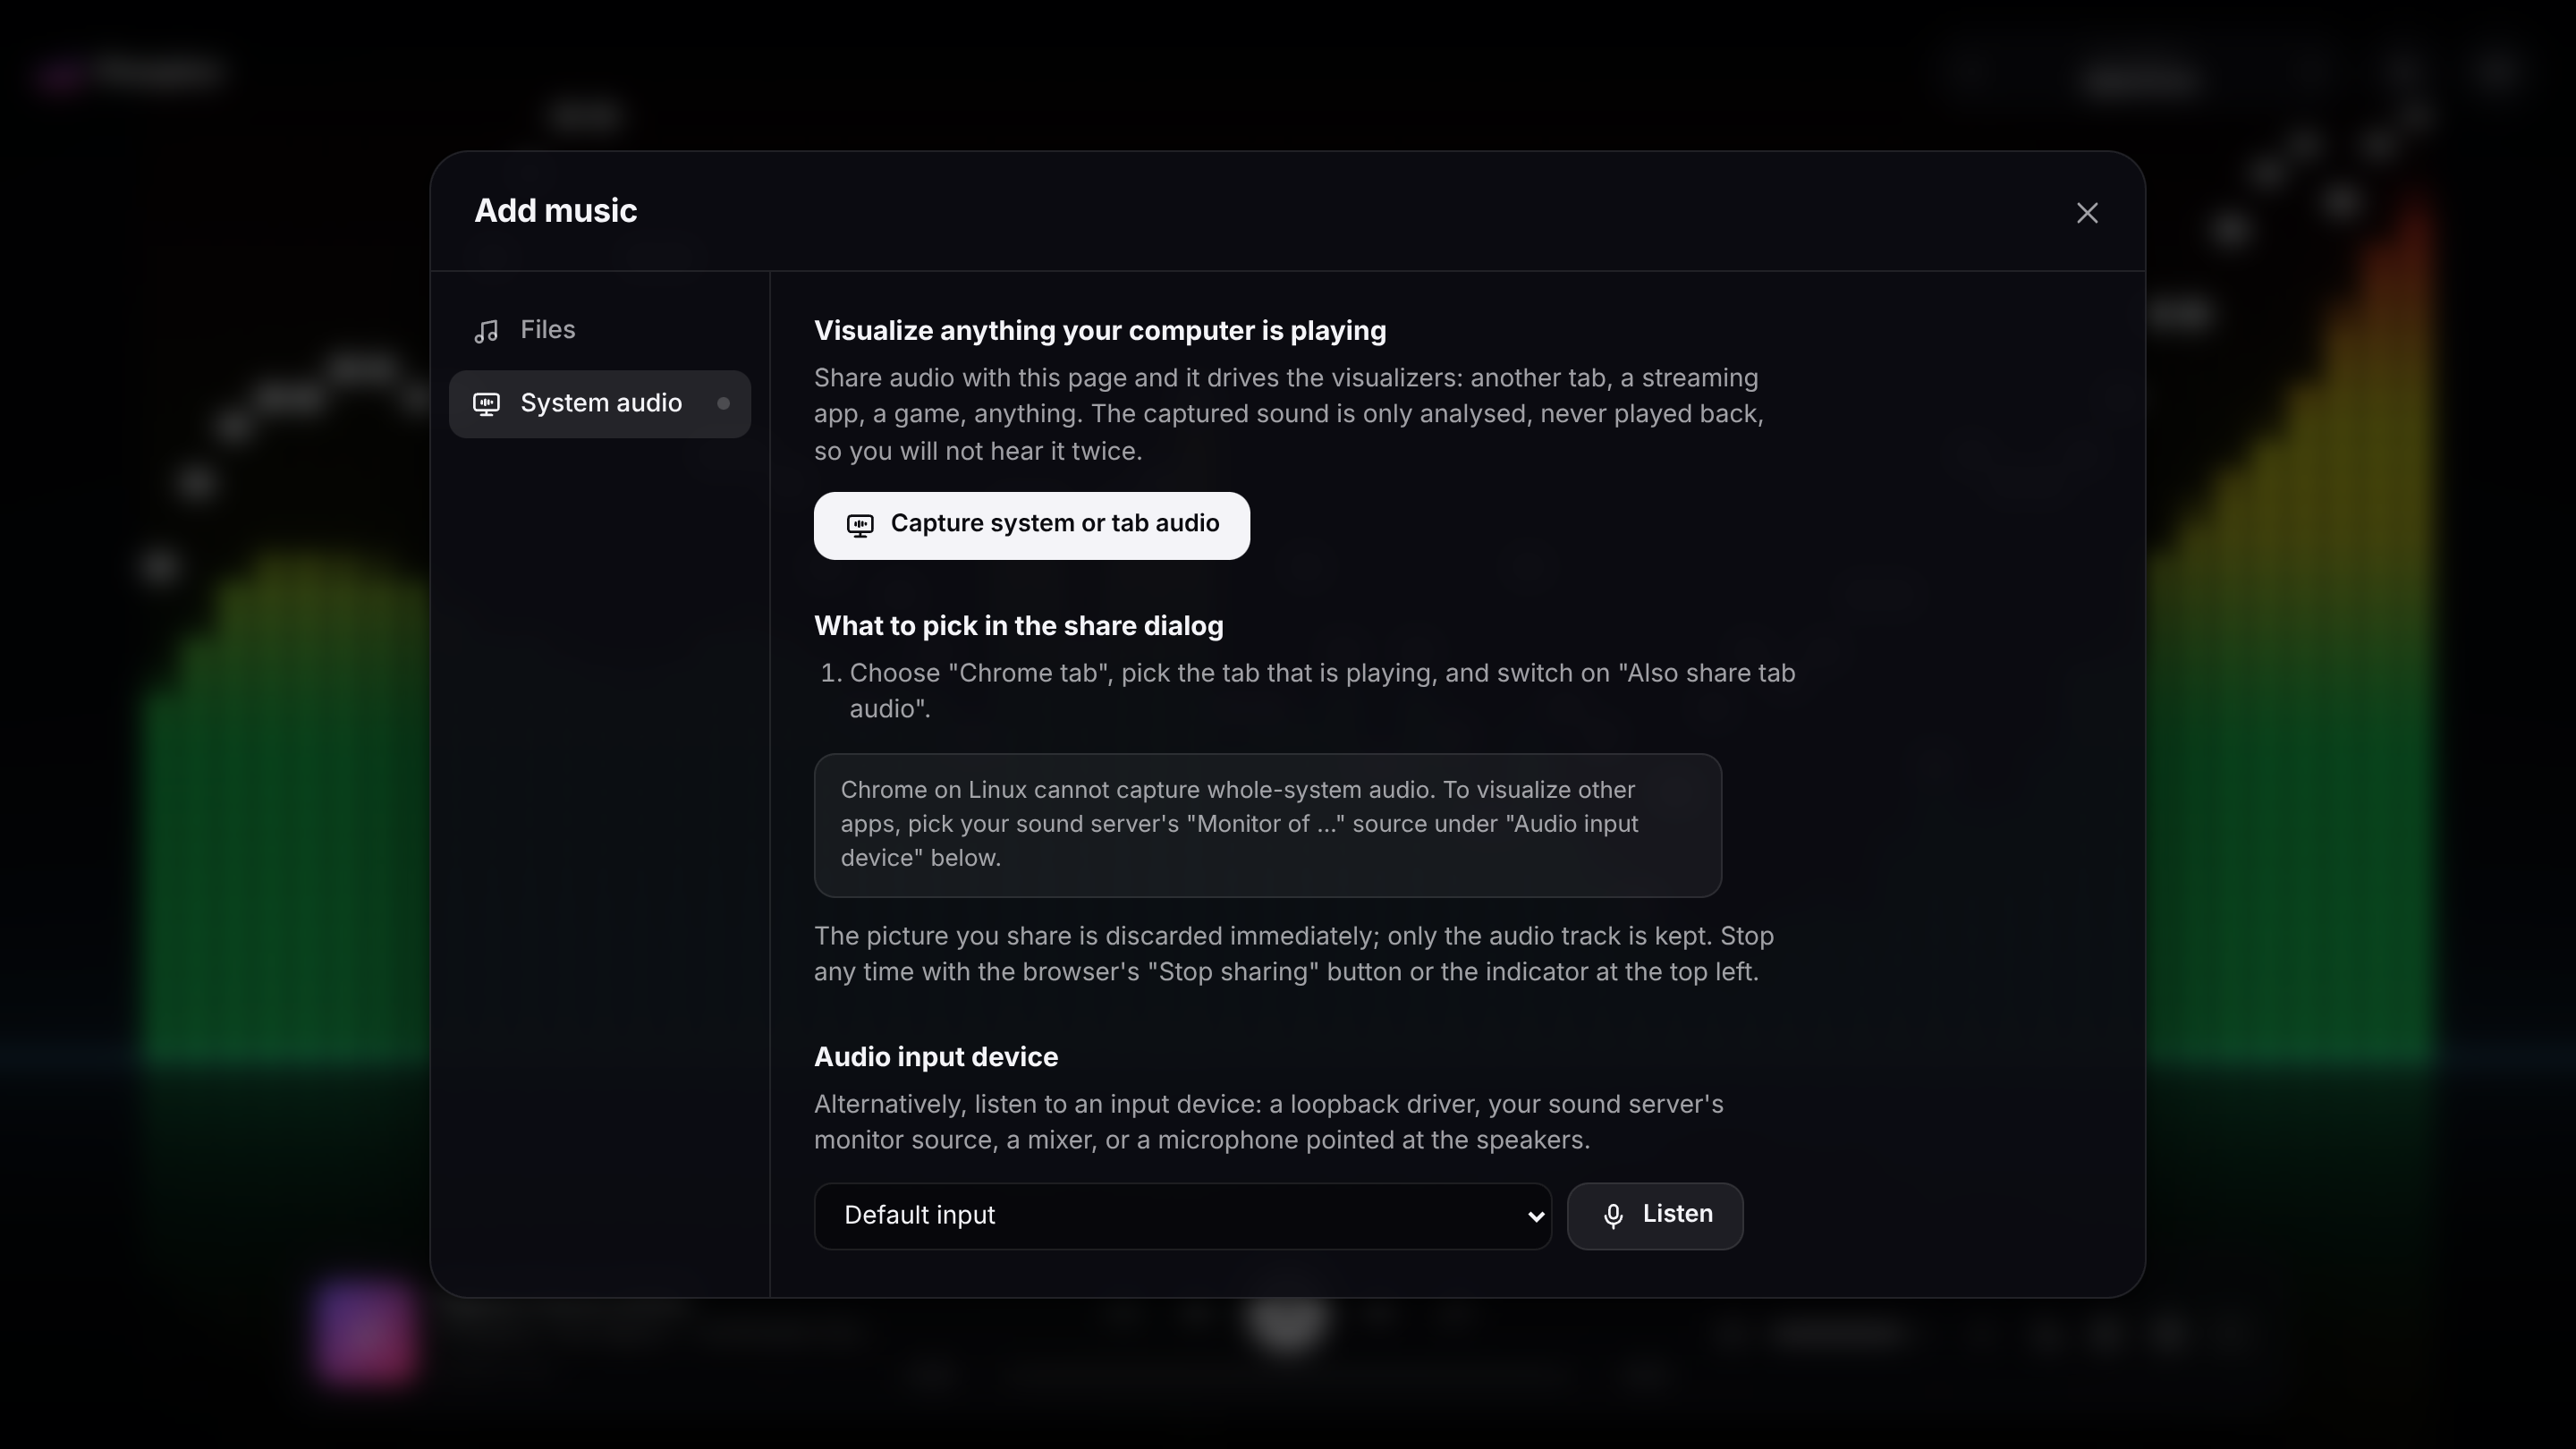 Add music
Files
System audio
Visualize anything your computer is playing
Share audio with this page and it drives the visualizers: another tab, a streaming
app, a game, anything. The captured sound is only analysed, never played back,
so you will not hear it twice.
Capture system or tab audio
What to pick in the share dialog
1. Choose "Chrome tab", pick the tab that is playing, and switch on "Also share tab
audio".
Chrome on Linux cannot capture whole-system audio. To visualize other
apps, pick your sound server's "Monitor of ..." source under "Audio input
device" below.
The picture you share is discarded immediately; only the audio track is kept. Stop
any time with the browser's "Stop sharing" button or the indicator at the top left.
Audio input device
Alternatively, listen to an input device: a loopback driver, your sound server's
monitor source, a mixer, or a microphone pointed at the speakers.
Default input
Listen